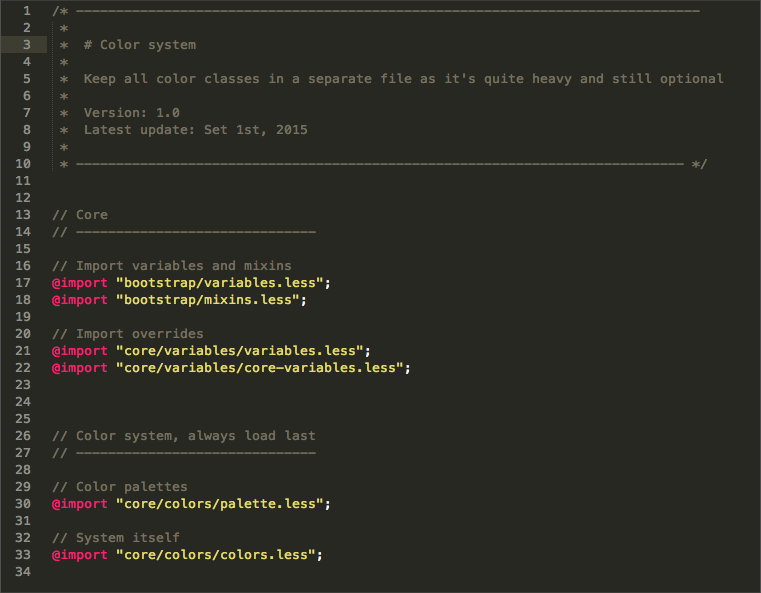 1 /* ------------------------------------------------------------------------------
2 *
3 * # Color system
4 *
5 * Keep all color classes in a separate file as it's quite heavy and still optional
6 *
7 * Version: 1.0
8 * Latest update: Set 1st, 2015
9 *
10 * ---------------------------------------------------------------------------- */
11
12
13 // Core
14 // ------------------------------
15
16 // Import variables and mixins
17 @import "bootstrap/variables.less";
18 @import "bootstrap/mixins.less";
19
20 // Import overrides
21 @import "core/variables/variables.less";
22 @import "core/variables/core-variables.less";
23
24
25
26 // Color system, always load last
27 // ------------------------------
28
29 // Color palettes
30 @import "core/colors/palette.less";
31
32 // System itself
33 @import "core/colors/colors.less";
34